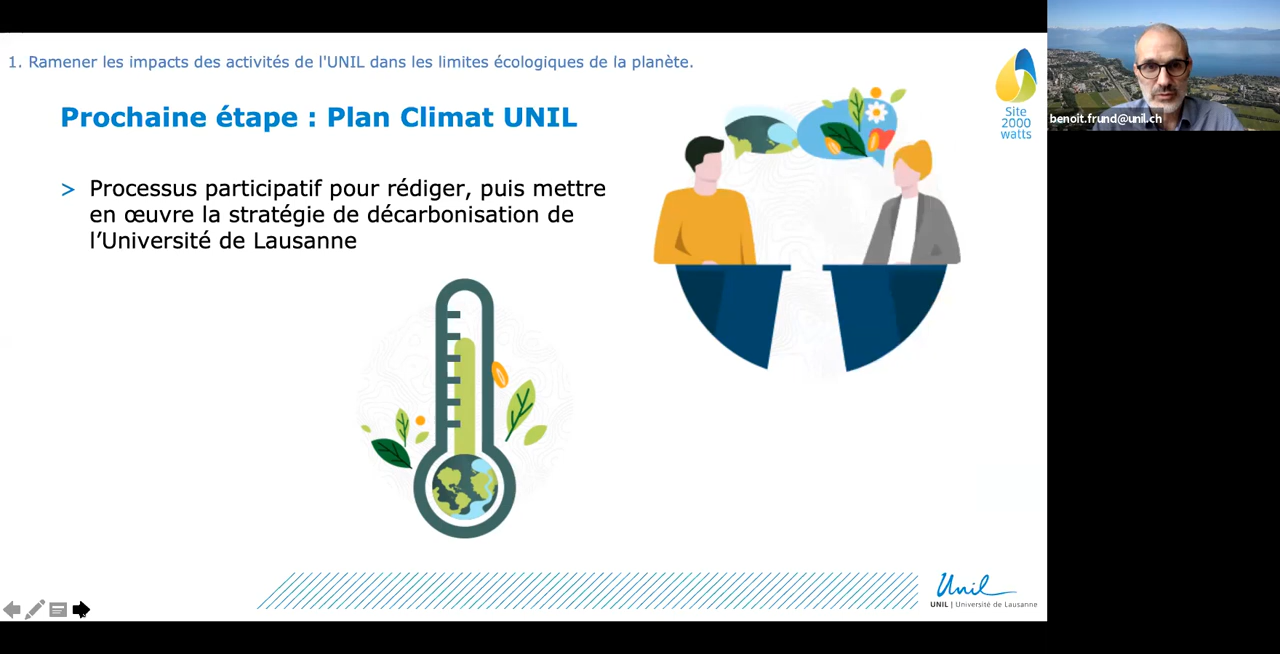 1. Ramener les impacts des activités de l'UNIL dans les limites écologiques de la planète.
Prochaine étape : Plan Climat UNIL
> Processus participatif pour rédiger, puis mettre
en œuvre la stratégie de décarbonisation de
l’Université de Lausanne
Site
2000
watts
benoit.frund@unil.ch
Unil
UNIL | Université de Lausanne